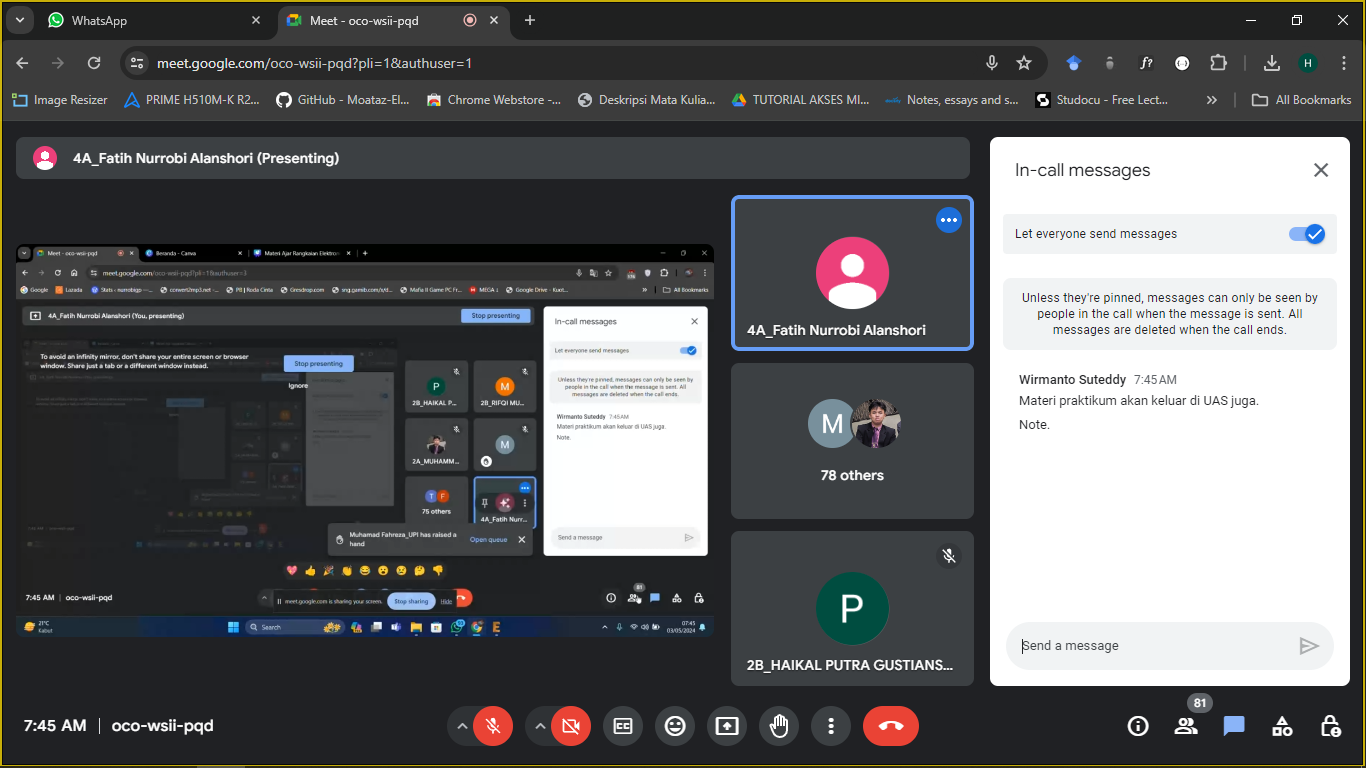 WhatsApp
Meet - oco-wsii-pqd
meet.google.com/oco-wsii-pqd?pli=1&authuser=1
f?
H
Image Resizer
PRIME H510M-K R2...
GitHub - Moataz-El...
Chrome Webstore -...
Deskripsi Mata Kulia...
TUTORIAL AKSES MI...
Notes, essays and s...
Studocu - Free Lect...
All Bookmarks
4A_Fatih Nurrobi Alanshori (Presenting)
Meet - oco-wsii-pqd
Beranda - Canva
Materi Ajar Rangkaian Elektro
meet.google.com/oco-wsii-pqd?pli=1&authuser=3
Google
Lazada
convert2mp3.net
PB | Roda Cinta
Gresdrop.com
Mafia II Game PC Fr...
MEGA
Google Drive - Kuot...
All Bookmarks
4A_Fatih Nurrobi Alanshori (You, presenting)
Stop presenting
To avoid an infinity mirror, don't share your entire screen or browser
window. Share just a tab or a different window instead.
Stop presenting
Ignore
P
2B_HAIKAL P...
M
2B_RIFQI MU...
2A_MUHAMM...
M
T F
75 others
4A_Fatih Nurr...
Muhamad Fahreza_UPI has raised a
hand
Open queue
In-call messages
Let everyone send messages
Unless they're pinned, messages can only be seen by
people in the call when the message is sent. All
messages are deleted when the call ends.
Wirmanto Suteddy 7:45 AM
Materi praktikum akan keluar di UAS juga.
Note.
Send a message
7:45 AM | oco-wsii-pqd
meet.google.com is sharing your screen.
Stop sharing
Hide
81
21°C
Kabut
Search
07:45
03/05/2024
4A_Fatih Nurrobi Alanshori
M
78 others
P
2B_HAIKAL PUTRA GUSTIANS...
In-call messages
Let everyone send messages
Unless they're pinned, messages can only be seen by
people in the call when the message is sent. All
messages are deleted when the call ends.
Wirmanto Suteddy 7:45 AM
Materi praktikum akan keluar di UAS juga.
Note.
Send a message
7:45 AM | oco-wsii-pqd
81